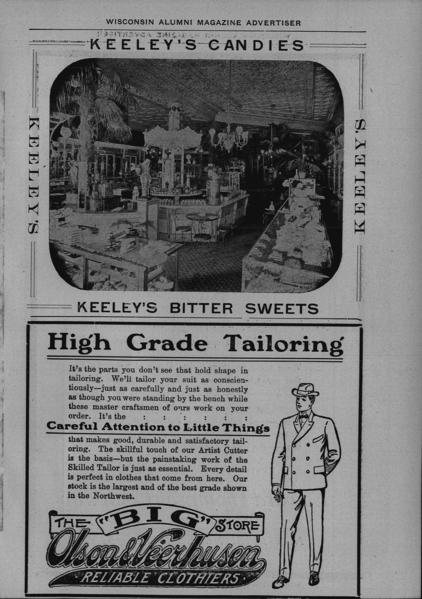 WISCONSIN ALUMNI MAGAZINE ADVERTISER
KEELEY'S CANDIES
KEELEY'S
KEELEY'S
KEELEY'S BITTER SWEETS
High Grade Tailoring
It's the parts you don't see that hold shape in
tailoring. We'll tailor your suit as conscien-
tiously—just as carefully and just as honestly
as though you were standing by the bench while
these master craftsmen of ours work on your
order. It's the : : : : :
Careful Attention to Little Things
that makes good, durable and satisfactory tail-
oring. The skillful touch of our Artist Cutter
is the basis—but the painstaking work of the
Skilled Tailor is just as essential. Every detail
is perfect in clothes that come from here. Our
stock is the largest and of the best grade shown
in the Northwest.
THE "BIG" STORE
Olson & Veerhusen
RELIABLE CLOTHIERS